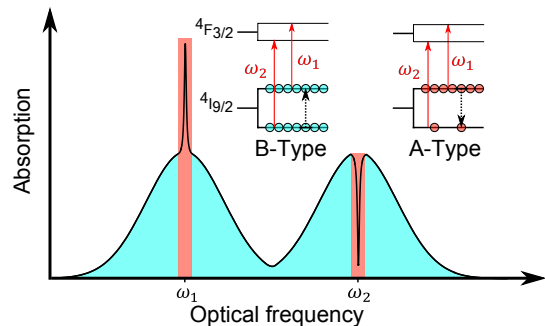 4F3/2
ω2
ω1
4I9/2
B-Type
ω2
ω1
A-Type
Absorption
ω1
ω2
Optical frequency